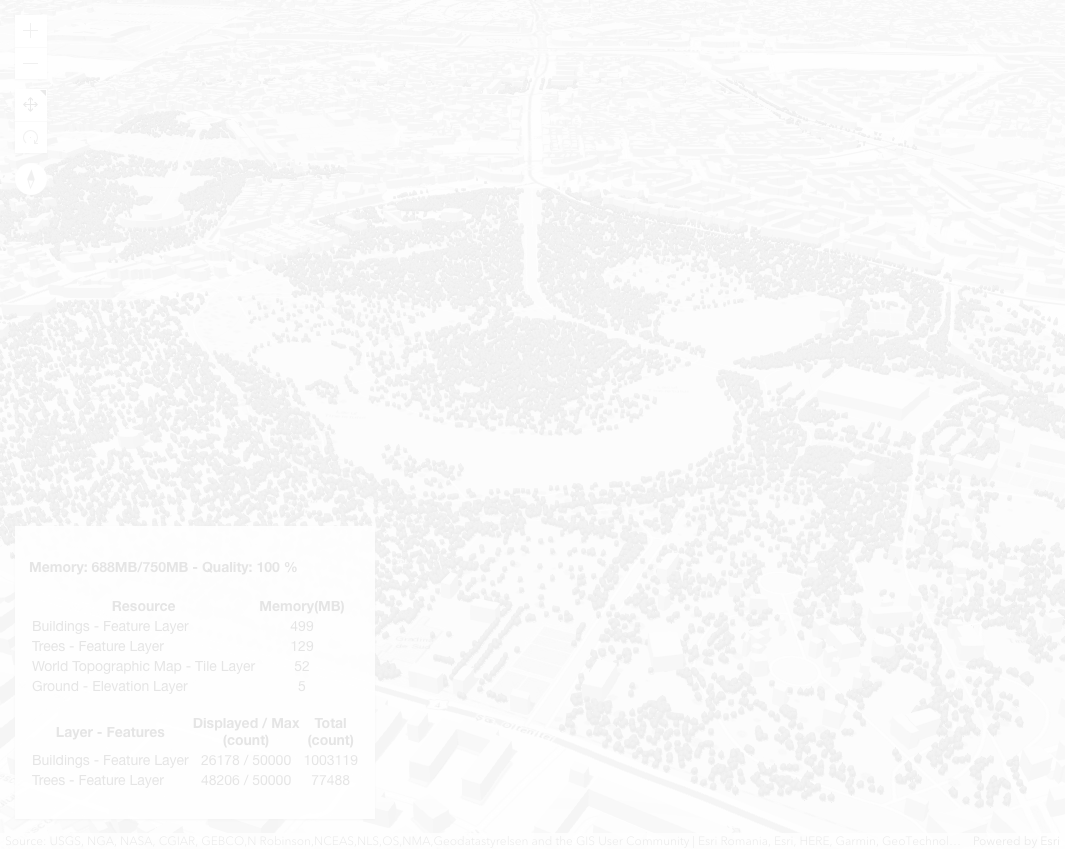 Memory: 688MB/750MB - Quality: 100 %
Resource Memory(MB)
Buildings - Feature Layer 499
Trees - Feature Layer 129
World Topographic Map - Tile Layer 52
Ground - Elevation Layer 5
Layer - Features Displayed / Max (count) Total (count)
Buildings - Feature Layer 26178 / 50000 1003119
Trees - Feature Layer 48206 / 50000 77488
Source: USGS, NGA, NASA, CGIAR, GEBCO,N Robinson,NCEAS,NLS,OS,NMA,Geodatastyrelsen and the GIS User Community| Esri Romania, Esri, HERE, Garmin, GeoTechnol... Powered by Esri